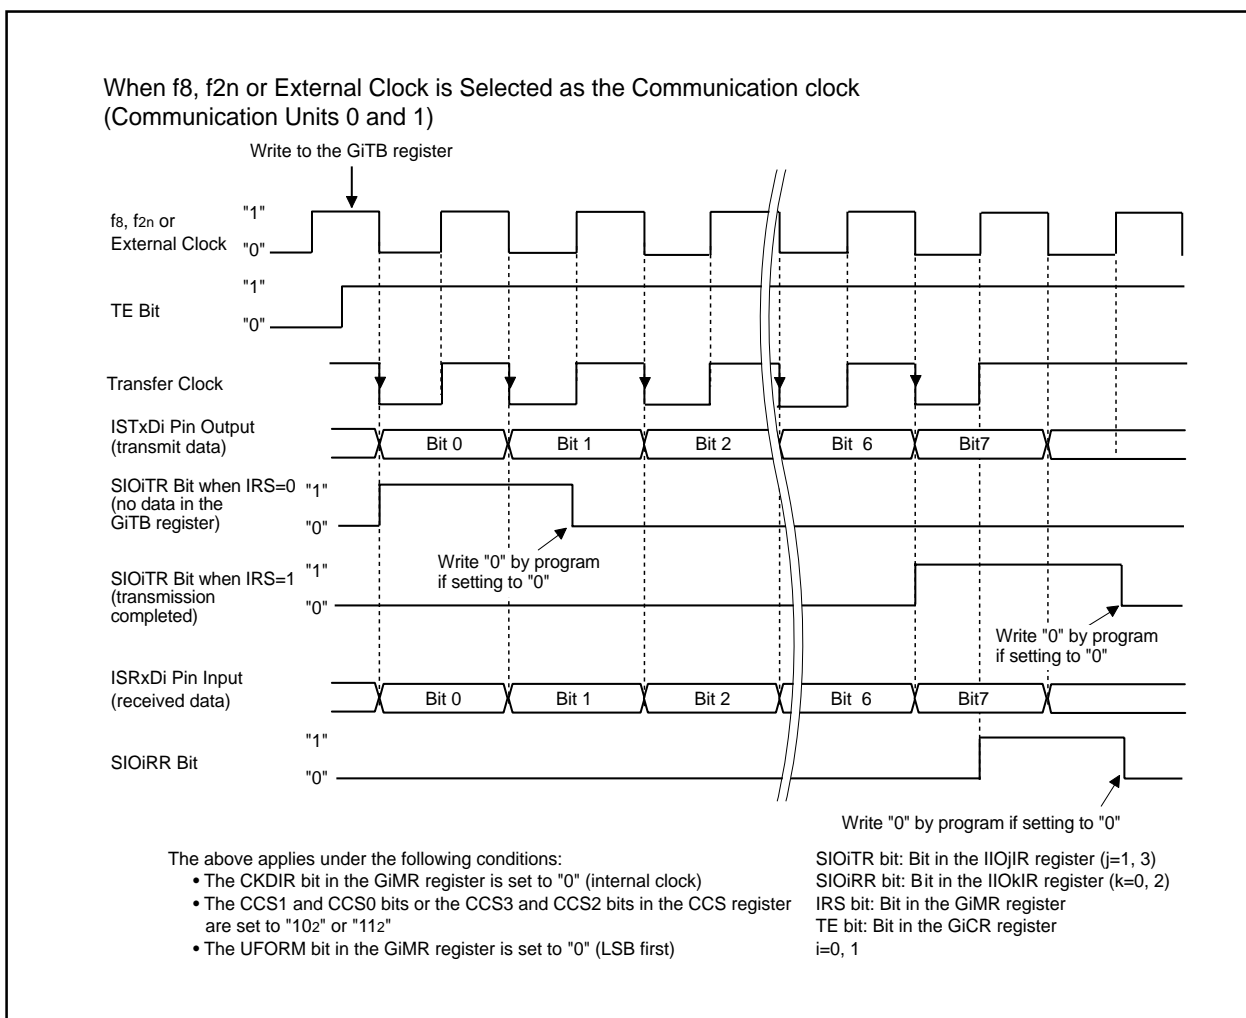 When f8, f2n or External Clock is Selected as the Communication clock
(Communication Units 0 and 1)
Write to the GiTB register
f8, f2n or
External Clock
"1"
"0"
TE Bit
"1"
"0"
Transfer Clock
ISTxDi Pin Output
(transmit data)
Bit 0
Bit 1
Bit 2
Bit 6
Bit7
SIOiTR Bit when IRS=0
(no data in the
GiTB register)
"1"
"0"
Write "0" by program
if setting to "0"
SIOiTR Bit when IRS=1
(transmission
completed)
"1"
"0"
Write "0" by program
if setting to "0"
ISRxDi Pin Input
(received data)
Bit 0
Bit 1
Bit 2
Bit 6
Bit7
SIOiRR Bit
"1"
"0"
Write "0" by program if setting to "0"
The above applies under the following conditions:
• The CKDIR bit in the GiMR register is set to "0" (internal clock)
• The CCS1 and CCS0 bits or the CCS3 and CCS2 bits in the CCS register
are set to "102" or "112"
• The UFORM bit in the GiMR register is set to "0" (LSB first)
SIOiTR bit: Bit in the IIOjIR register (j=1, 3)
SIOiRR bit: Bit in the IIOkIR register (k=0, 2)
IRS bit: Bit in the GiMR register
TE bit: Bit in the GiCR register
i=0, 1